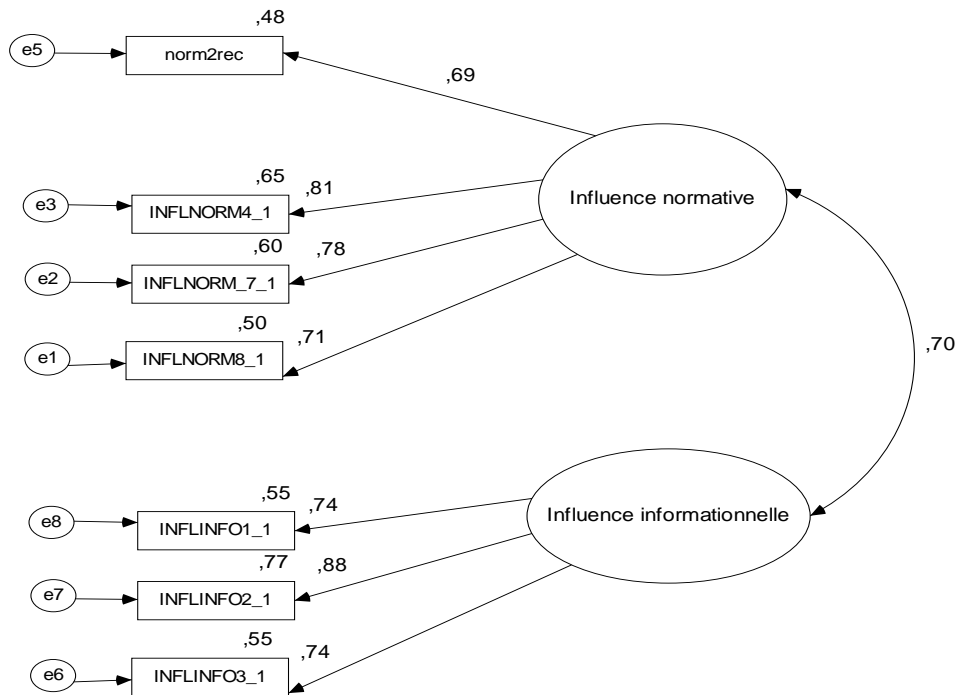 ,48
e5
norm2rec
,69
,65
e3
INFLNORM4_1
,81
Influence normative
,60
e2
INFLNORM_7_1
,78
,50
e1
INFLNORM8_1
,71
,70
,55
e8
INFLINFO1_1
,74
Influence informationnelle
,77
e7
INFLINFO2_1
,88
,55
e6
INFLINFO3_1
,74